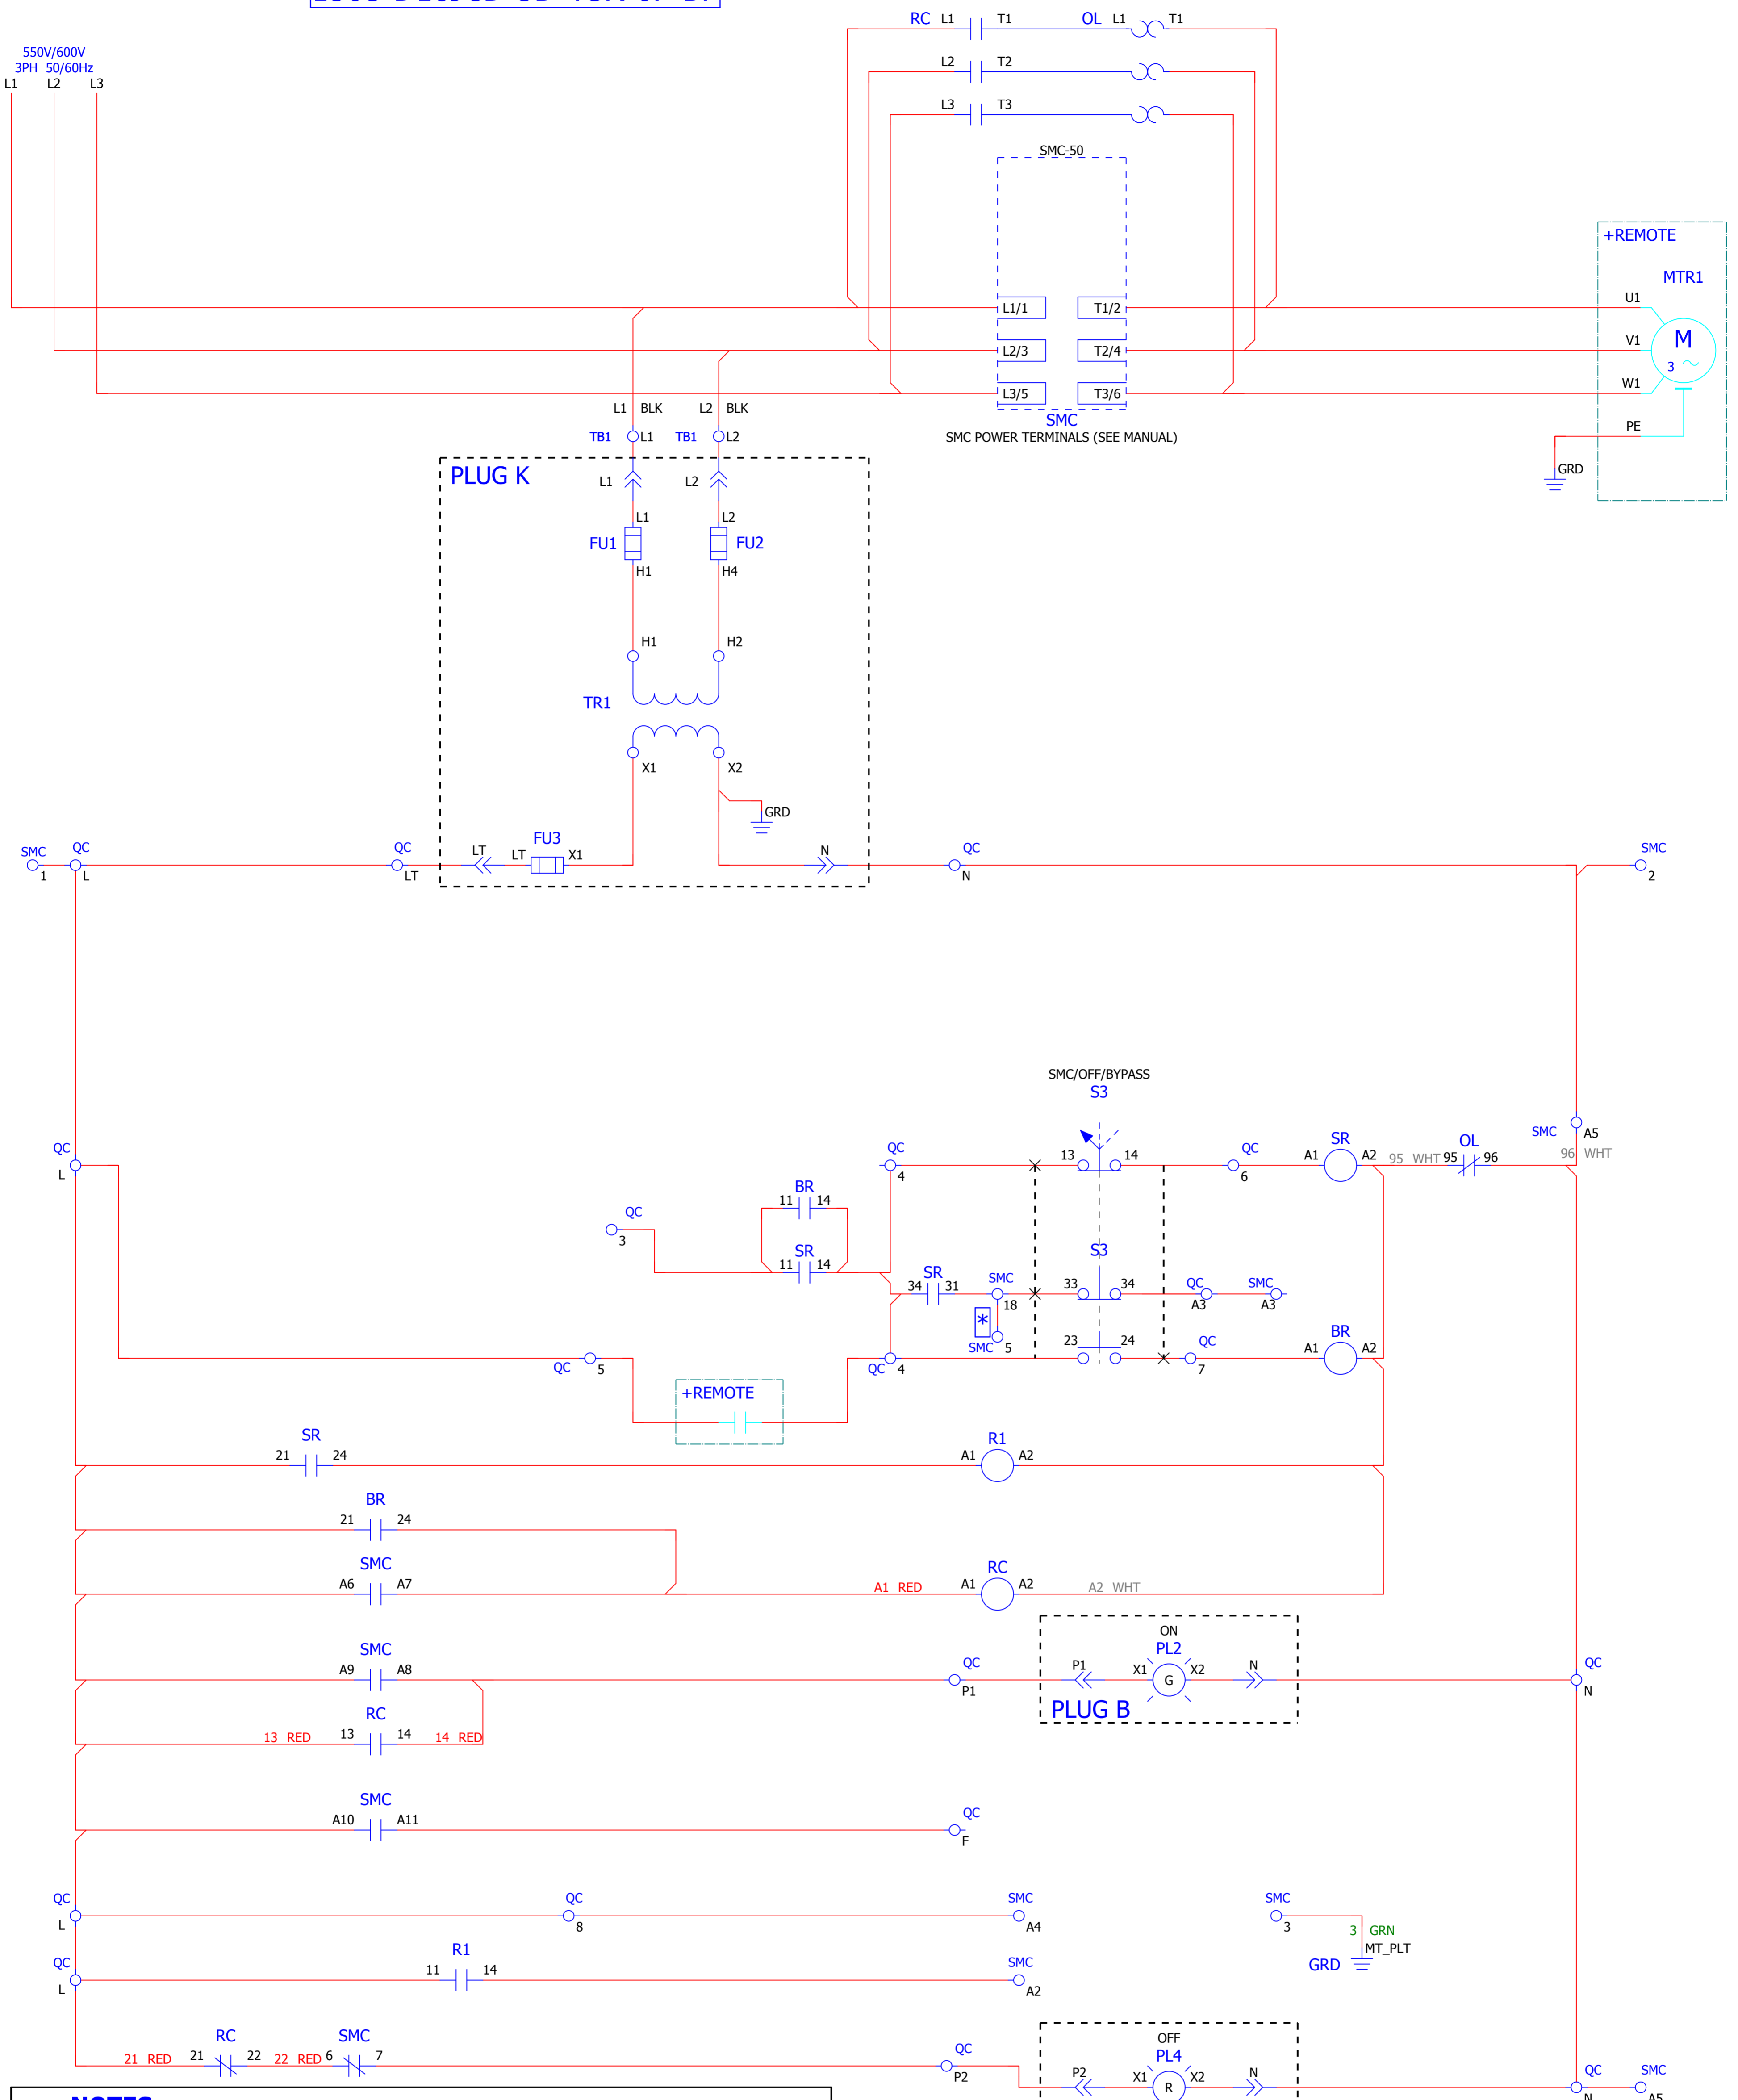 RC L1 T1 OL L1 T1
550V/600V
3PH 50/60Hz
L1 L2 L3
L2 T2
L3 T3
SMC-50
+REMOTE
MTR1
L1/1 T1/2 U1
L2/3 T2/4 V1 M
3
L3/5 T3/6 W1
L1 BLK L2 BLK
SMC
PE
TB1 L1 TB1 L2
SMC POWER TERMINALS (SEE MANUAL)
PLUG K
L1 L2
GRD
L1 L2
FU1 FU2
H1 H4
H1 H2
TR1
X1 X2
GRD
FU3
SMC QC QC LT LT X1 N QC SMC
1 L LT N 2
SMC/OFF/BYPASS
S3
SMC A5
QC QC 13 14 QC SR OL
A1 A2 95 WHT 95 96 96 WHT
L 4 6
BR
11 14
QC
3
SR
11 14
S3
SR
34 31 SMC 33 34 QC SMC
18 A3 A3
*
SMC 5 23 24 QC BR
A1 A2
QC 5 QC 4 7
+REMOTE
SR R1
21 24 A1 A2
BR
21 24
SMC RC
A6 A7 A1 RED A1 A2 A2 WHT
ON
SMC PL2
A9 A8 QC P1 X1 X2 N QC
G
P1 N
PLUG B
RC
13 RED 13 14 14 RED
SMC
A10 A11 QC
F
QC QC SMC SMC
L 8 A4 3
3 GRN
MT_PLT
R1
QC 11 14 SMC GRD
L A2
OFF
RC SMC PL4
21 RED 21 22 22 RED 6 7 QC
P2 P2 X1 X2 N QC SMC
R